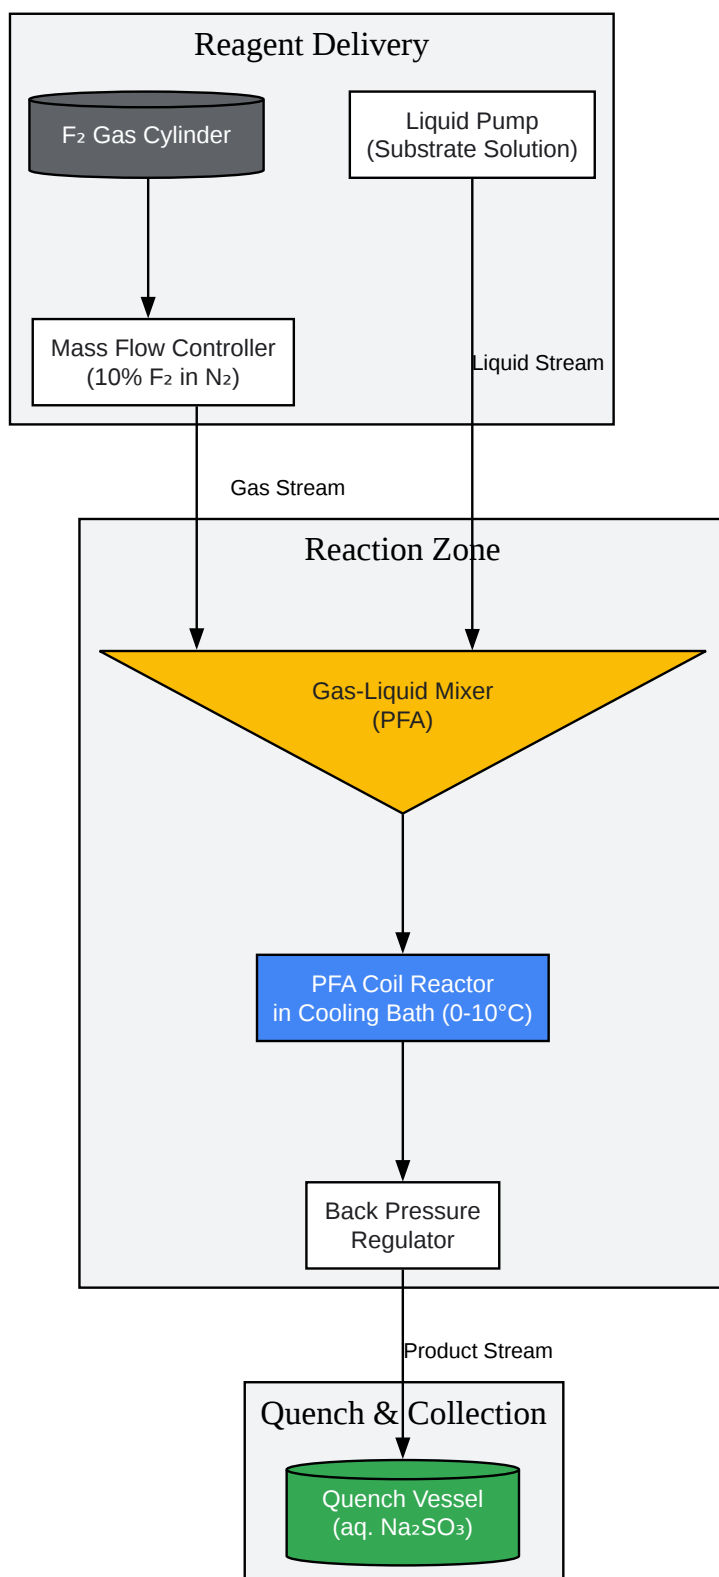 Reagent Delivery
F₂ Gas Cylinder
Liquid Pump
(Substrate Solution)
Mass Flow Controller
(10% F₂ in N₂)
Liquid Stream
Gas Stream
Reaction Zone
Gas-Liquid Mixer
(PFA)
PFA Coil Reactor
in Cooling Bath (0-10°C)
Back Pressure
Regulator
Product Stream
Quench & Collection
Quench Vessel
(aq. Na₂SO₃)